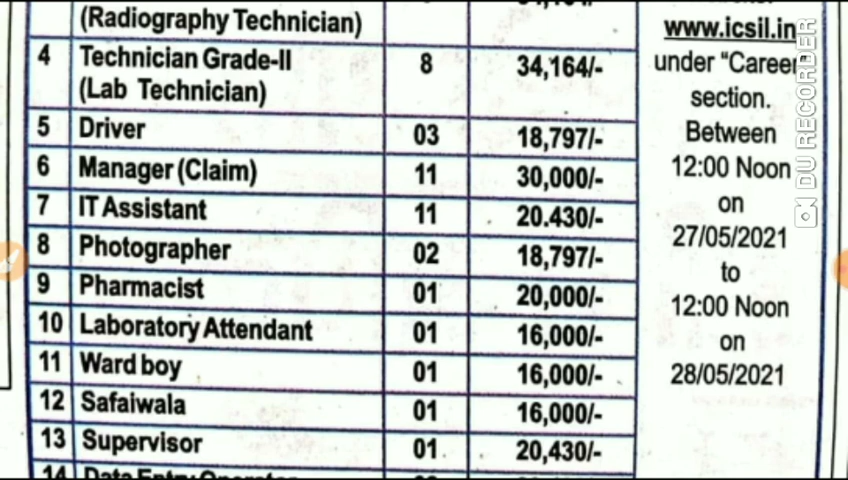 (Radiography Technician)
4 Technician Grade-II 8 34,164/-
(Lab Technician)
5 Driver 03 18,797/-
6 Manager (Claim) 11 30,000/-
7 IT Assistant 11 20.430/-
8 Photographer 02 18,797/-
9 Pharmacist 01 20,000/-
10 Laboratory Attendant 01 16,000/-
11 Ward boy 01 16,000/-
12 Safaiwala 01 16,000/-
13 Supervisor 01 20,430/-
14 Data Entry Operator
www.icsil.in
under "Career"
section.
Between
12:00 Noon
on
27/05/2021
to
12:00 Noon
on
28/05/2021
DU RECORDER